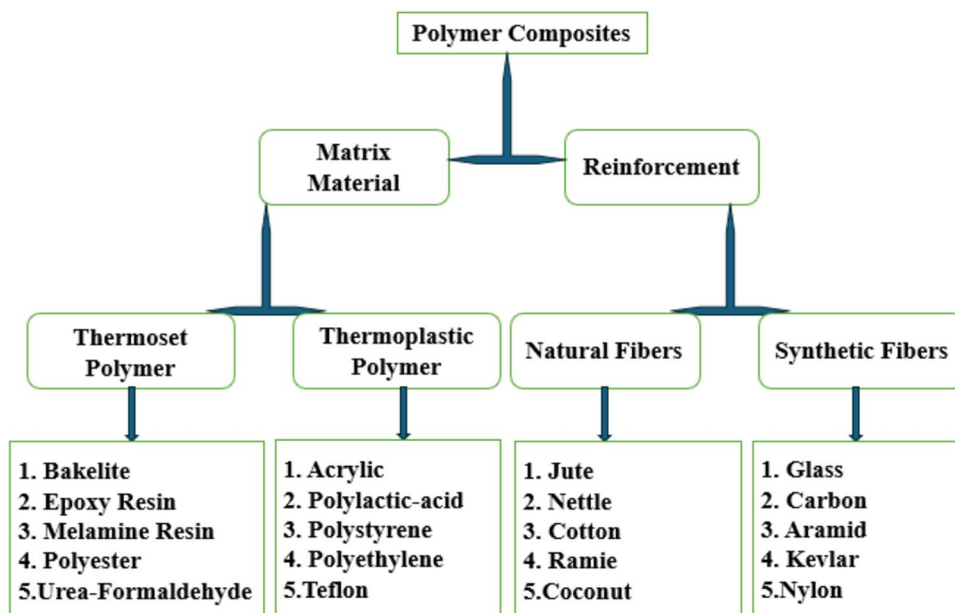 Polymer Composites
Matrix
Material
Reinforcement
Thermoset
Polymer
Thermoplastic
Polymer
Natural Fibers
Synthetic Fibers
1. Bakelite
2. Epoxy Resin
3. Melamine Resin
4. Polyester
5.Urea-Formaldehyde
1. Acrylic
2. Polylactic-acid
3. Polystyrene
4. Polyethylene
5.Teflon
1. Jute
2. Nettle
3. Cotton
4. Ramie
5.Coconut
1. Glass
2. Carbon
3. Aramid
4. Kevlar
5.Nylon